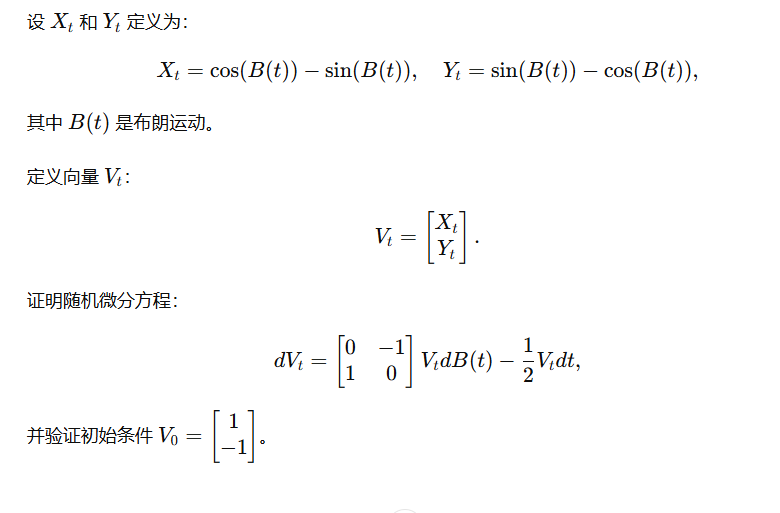 设 $X_t$ 和 $Y_t$ 定义为：
$X_t = \cos(B(t)) - \sin(B(t)), \quad Y_t = \sin(B(t)) - \cos(B(t)),$
其中 $B(t)$ 是布朗运动。
定义向量 $V_t$：
$V_t = \begin{bmatrix} X_t \\ Y_t \end{bmatrix}.$
证明随机微分方程：
$dV_t = \begin{bmatrix} 0 & -1 \\ 1 & 0 \end{bmatrix} V_t dB(t) - \frac{1}{2} V_t dt,$
并验证初始条件 $V_0 = \begin{bmatrix} 1 \\ -1 \end{bmatrix}$。